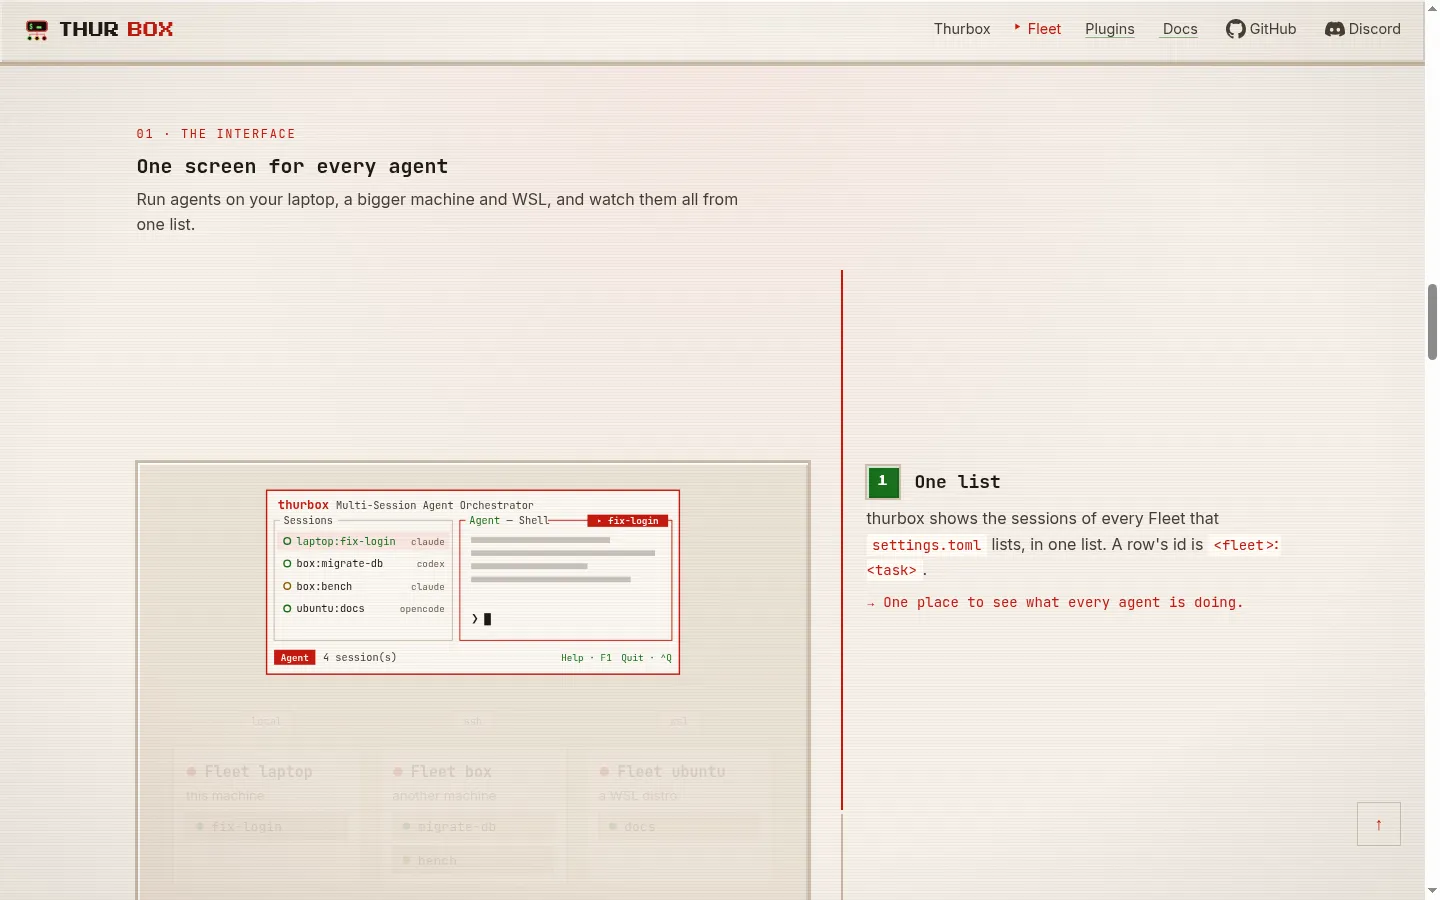 THUR BOX
Thurbox
Fleet
Plugins
Docs
GitHub
Discord
01 · THE INTERFACE
One screen for every agent
Run agents on your laptop, a bigger machine and WSL, and watch them all from
one list.
thurbox Multi-Session Agent Orchestrator
Sessions
laptop:fix-login claude
box:migrate-db codex
box:bench claude
ubuntu:docs opencode
Agent — Shell
▸ fix-login
❯
Agent 4 session(s)
Help · F1 Quit · ^Q
local
ssh
wsl
Fleet laptop
this machine
fix-login
Fleet box
another machine
migrate-db
bench
Fleet ubuntu
a WSL distro
docs
1 One list
thurbox shows the sessions of every Fleet that
settings.toml lists, in one list. A row's id is <fleet>:
<task> .
→ One place to see what every agent is doing.
↑